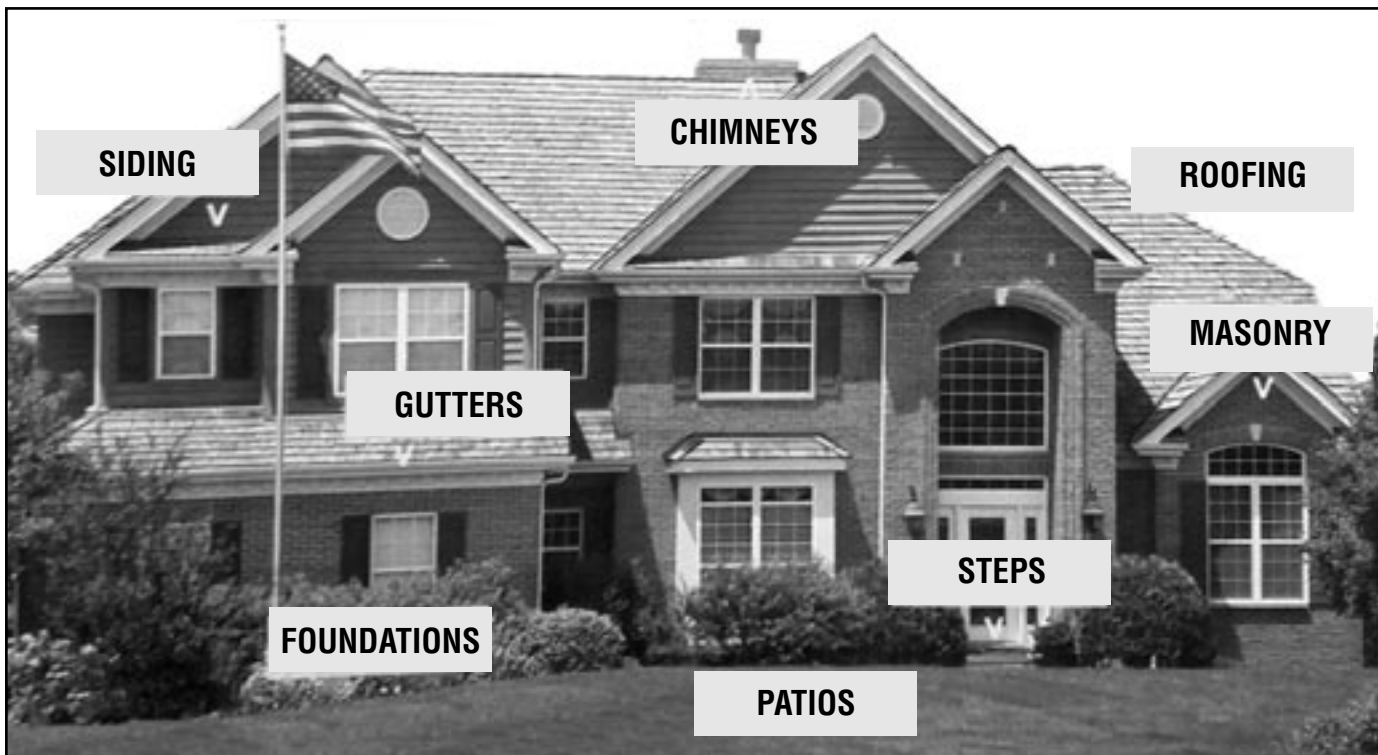 CHIMNEYS
SIDING
ROOFING
MASONRY
GUTTERS
STEPS
FOUNDATIONS
PATIOS